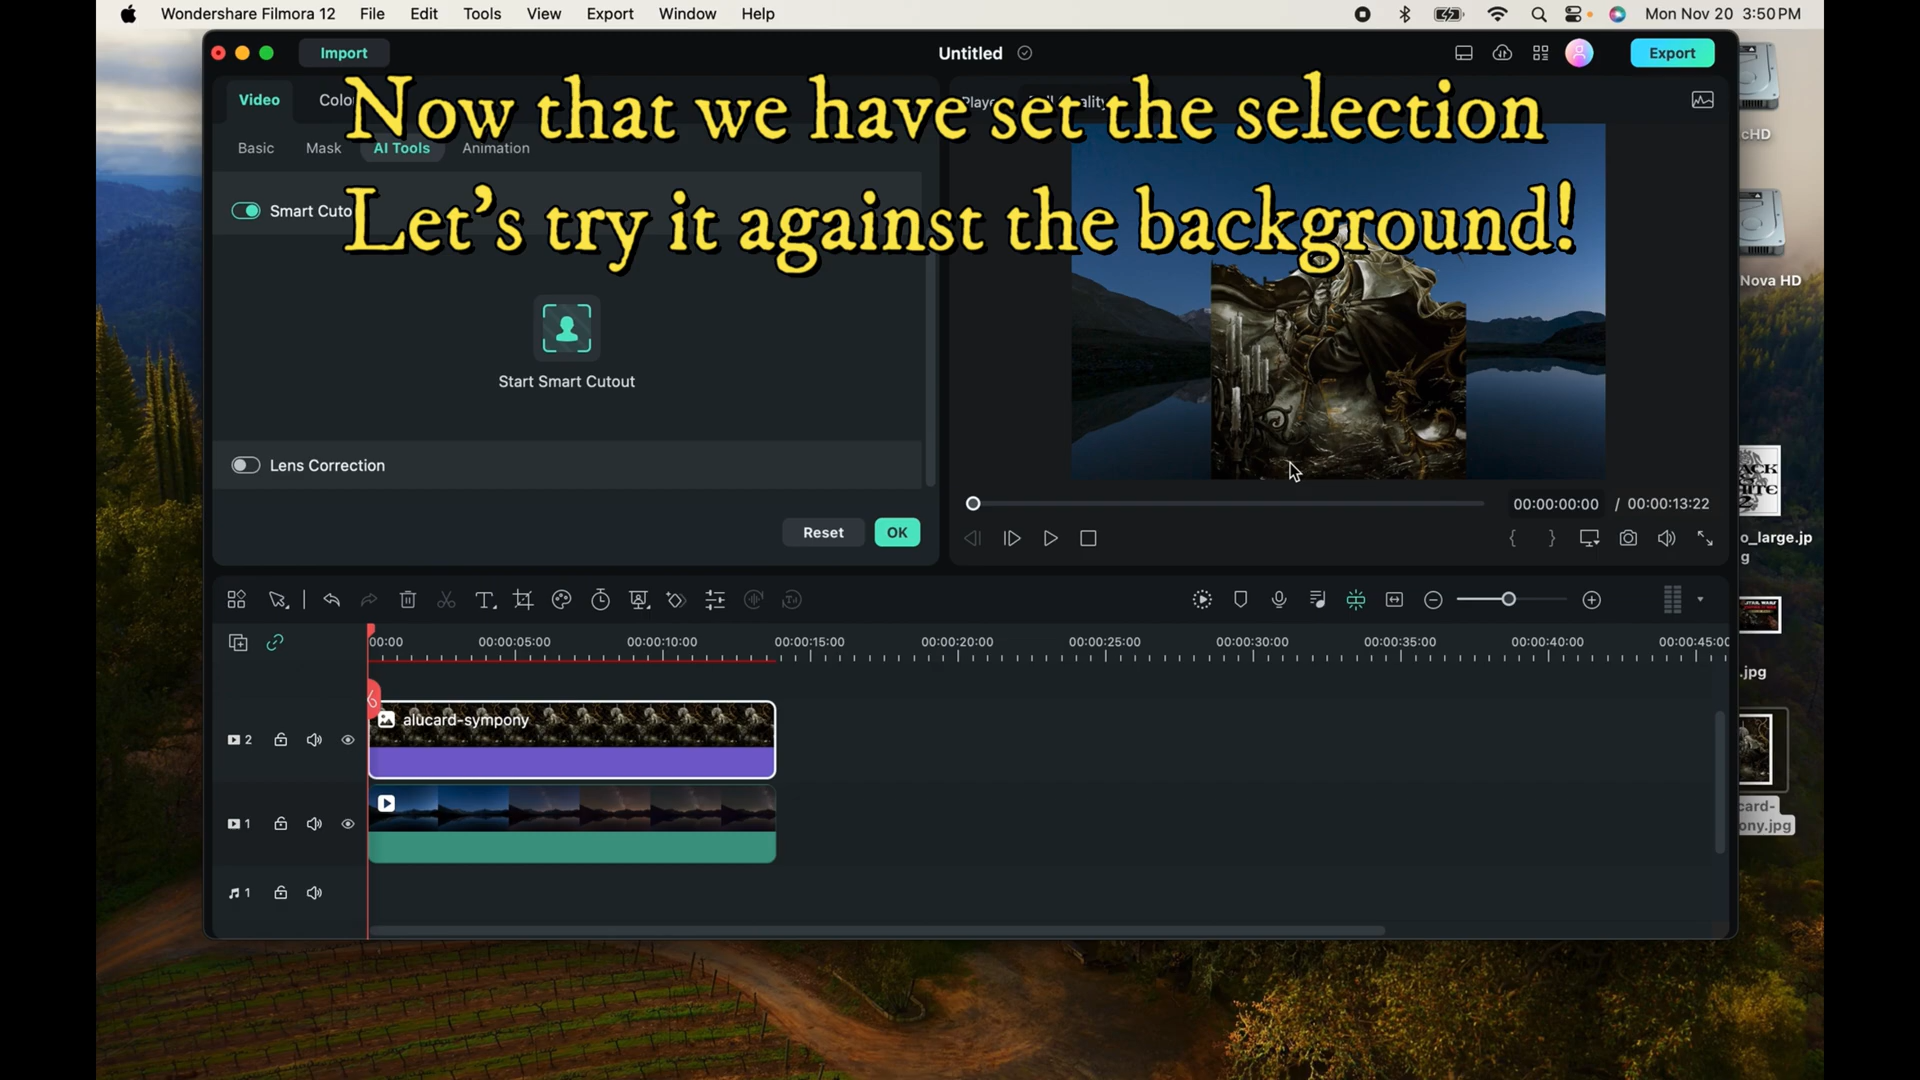 Wondershare Filmora 12 File Edit Tools View Export Window Help Mon Nov 20 3:50 PM
Import Untitled Export
Video
Now that we have set the selection
Basic Mask AI Tools Animation
Smart Cuto
Let's try it against the background!
cHD
Nova HD
Start Smart Cutout
Lens Correction
00:00:00:00 / 00:00:13:22
Reset OK
o_large.jp
g
00:00 00:00:05:00 00:00:10:00 00:00:15:00 00:00:20:00 00:00:25:00 00:00:30:00 00:00:35:00 00:00:40:00 00:00:45:00
.jpg
alucard-sympony
2
card-
ony.jpg
1
1